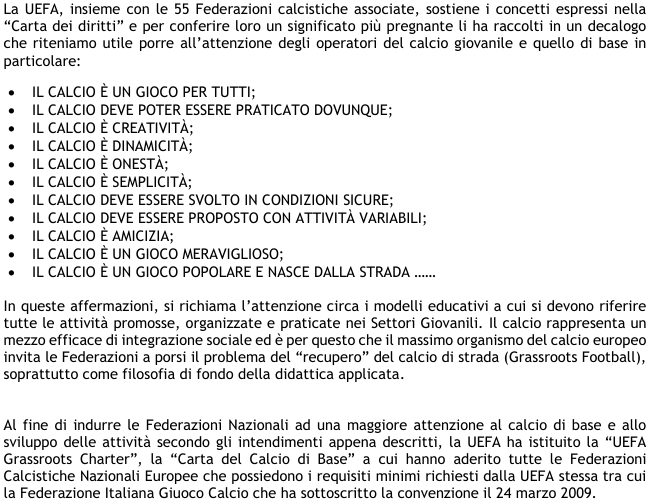 La UEFA, insieme con le 55 Federazioni calcistiche associate, sostiene i concetti espressi nella
“Carta dei diritti” e per conferire loro un significato più pregnante li ha raccolti in un decalogo
che riteniamo utile porre all’attenzione degli operatori del calcio giovanile e quello di base in
particolare:
• IL CALCIO È UN GIOCO PER TUTTI;
• IL CALCIO DEVE POTER ESSERE PRATICATO DOVUNQUE;
• IL CALCIO È CREATIVITÀ;
• IL CALCIO È DINAMICITÀ;
• IL CALCIO È ONESTÀ;
• IL CALCIO È SEMPLICITÀ;
• IL CALCIO DEVE ESSERE SVOLTO IN CONDIZIONI SICURE;
• IL CALCIO DEVE ESSERE PROPOSTO CON ATTIVITÀ VARIABILI;
• IL CALCIO È AMICIZIA;
• IL CALCIO È UN GIOCO MERAVIGLIOSO;
• IL CALCIO È UN GIOCO POPOLARE E NASCE DALLA STRADA ……
In queste affermazioni, si richiama l’attenzione circa i modelli educativi a cui si devono riferire
tutte le attività promosse, organizzate e praticate nei Settori Giovanili. Il calcio rappresenta un
mezzo efficace di integrazione sociale ed è per questo che il massimo organismo del calcio europeo
invita le Federazioni a porsi il problema del “recupero” del calcio di strada (Grassroots Football),
soprattutto come filosofia di fondo della didattica applicata.
Al fine di indurre le Federazioni Nazionali ad una maggiore attenzione al calcio di base e allo
sviluppo delle attività secondo gli intendimenti appena descritti, la UEFA ha istituito la “UEFA
Grassroots Charter”, la “Carta del Calcio di Base” a cui hanno aderito tutte le Federazioni
Calcistiche Nazionali Europee che possiedono i requisiti minimi richiesti dalla UEFA stessa tra cui
la Federazione Italiana Giuoco Calcio che ha sottoscritto la convenzione il 24 marzo 2009.